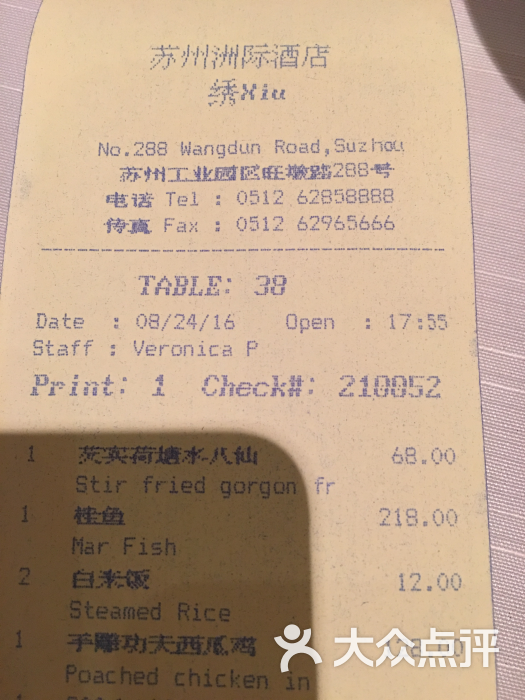 苏州洲际酒店
绣Xiu
No.288 Wangdun Road,Suzhou
苏州工业园区旺墩路288号
电话 Tel : 0512 62858888
传真 Fax : 0512 62965666
TABLE: 38
Date : 08/24/16 Open : 17:55
Staff : Veronica P
Print: 1 Check#: 210052
1 芡实荷塘水八仙 68.00
Stir fried gorgon fr
1 桂鱼 218.00
Mar Fish
2 白米饭 12.00
Steamed Rice
1 手雕功夫西瓜鸡
Poached chicken in
大众点评